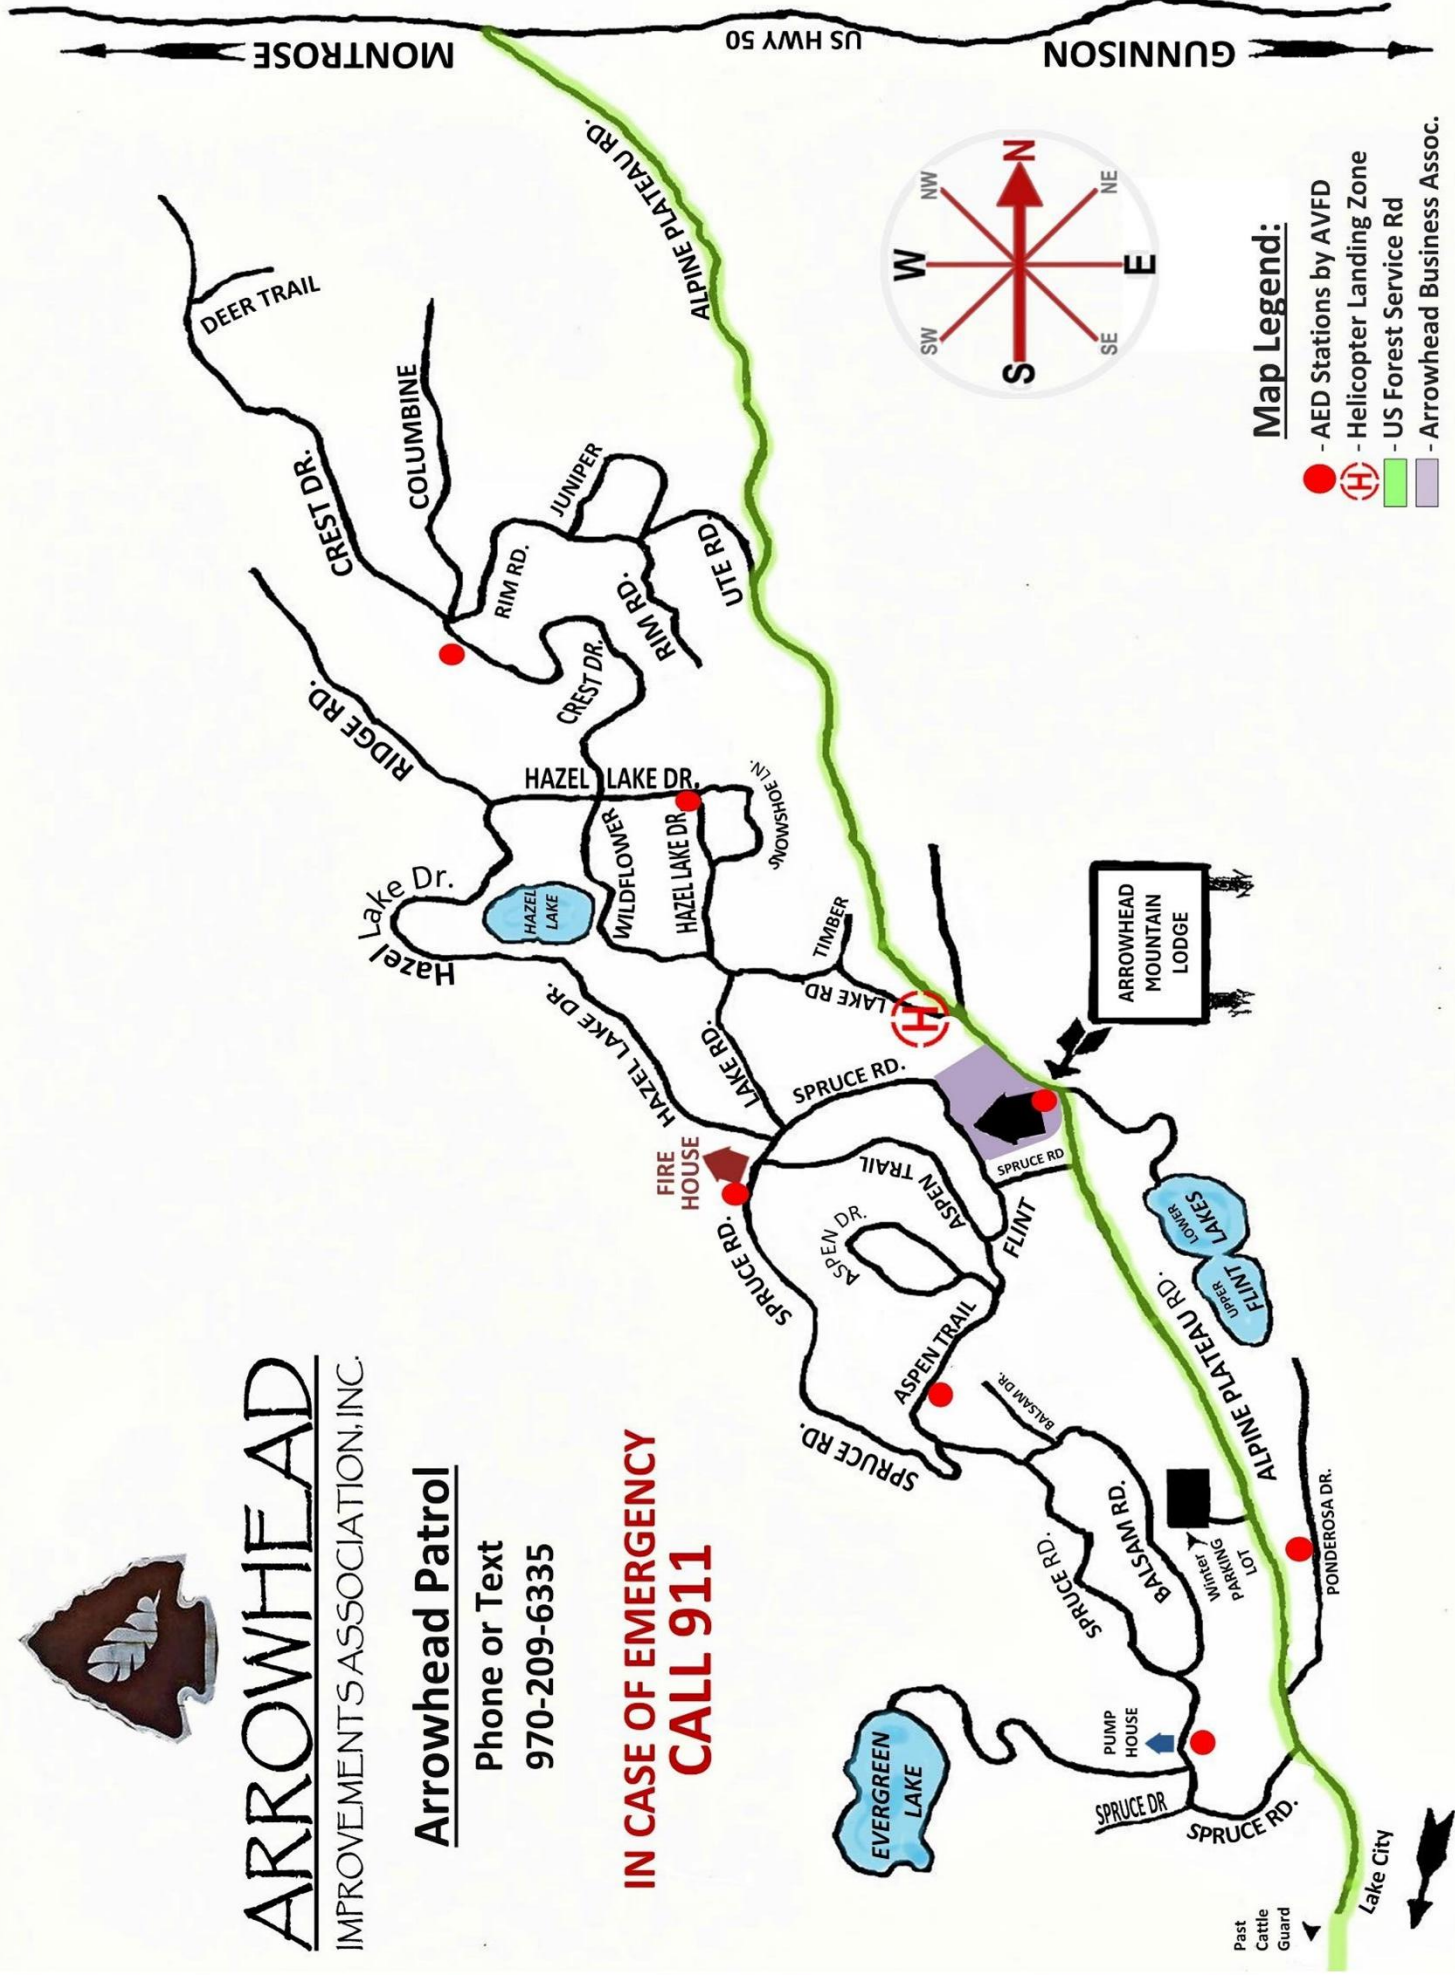 ARROWHEAD
IMPROVEMENTS ASSOCIATION, INC.
Arrowhead Patrol
Phone or Text
970-209-6335
IN CASE OF EMERGENCY
CALL 911
MONTROSE
US HWY 50
GUNNISON
ALPINE PLATEAU RD.
ALPINE PLATEAU RD.
DEER TRAIL
CREST DR.
COLUMBINE
JUNIPER
RIM RD.
RIM RD.
UTE RD.
CREST DR.
RIDGE RD.
HAZEL LAKE DR.
Hazel Lake Dr.
HAZEL
LAKE
WILDFLOWER
HAZEL LAKE DR.
SNOWSHOE LN.
TIMBER
LAKE RD
H
HAZEL LAKE DR.
LAKE RD.
SPRUCE RD.
FIRE
HOUSE
ASPEN TRAIL
ASPEN DR.
SPRUCE RD
FLINT
SPRUCE RD.
ASPEN TRAIL
SPRUCE RD.
BALSAM DR.
BALSAM RD.
SPRUCE RD.
ARROWHEAD
MOUNTAIN
LODGE
LOWER
LAKES
UPPER
FLINT
ALPINE PLATEAU RD.
Winter
PARKING
LOT
PONDEROSA DR.
EVERGREEN
LAKE
PUMP
HOUSE
SPRUCE DR
SPRUCE RD.
Past
Cattle
Guard
Lake City
N
NE
E
SE
S
SW
W
NW
Map Legend:
- AED Stations by AVFD
H - Helicopter Landing Zone
- US Forest Service Rd
- Arrowhead Business Assoc.